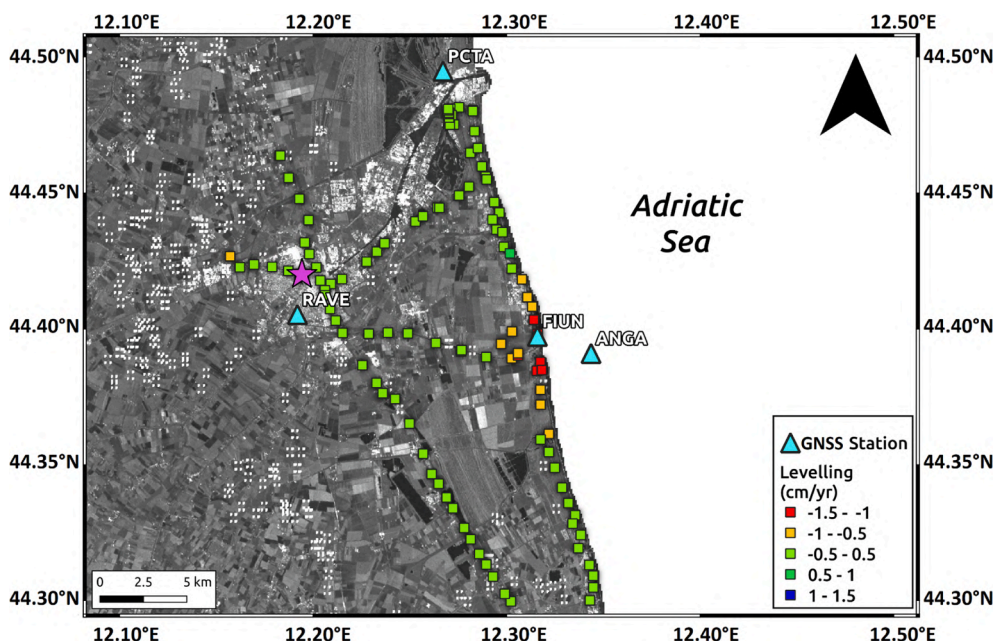 12.10°E 12.20°E 12.30°E 12.40°E 12.50°E
44.50°N 44.50°N
PCTA
44.45°N 44.45°N
Adriatic
Sea
RAVE
44.40°N 44.40°N
FIUN
ANGA
44.35°N 44.35°N
GNSS Station
Levelling
(cm/yr)
-1.5 - -1
-1 - -0.5
-0.5 - 0.5
0.5 - 1
1 - 1.5
0 2.5 5 km
44.30°N 44.30°N
12.10°E 12.20°E 12.30°E 12.40°E 12.50°E